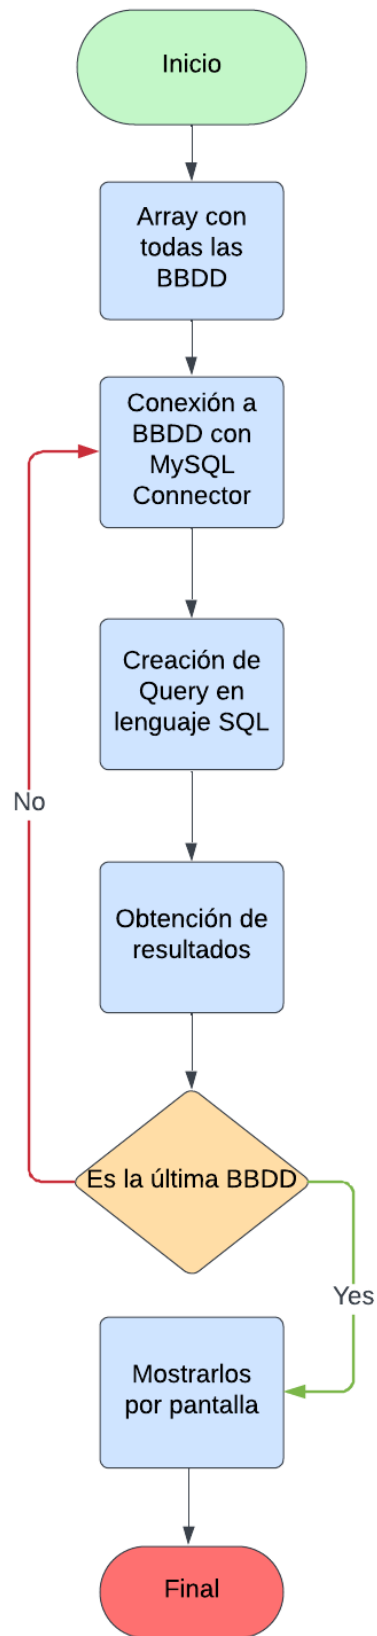 Inicio
Array con
todas las
BBDD
Conexión a
BBDD con
MySQL
Connector
Creación de
Query en
lenguaje SQL
No
Obtención de
resultados
Es la última BBDD
Yes
Mostrarlos
por pantalla
Final